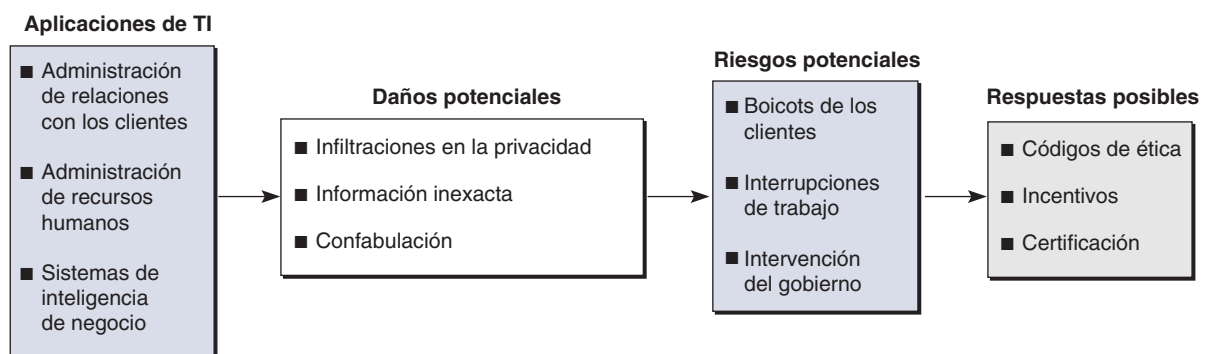 Aplicaciones de TI
■ Administración
de relaciones
con los clientes
■ Administración
de recursos
humanos
■ Sistemas de
inteligencia
de negocio
Daños potenciales
■ Infiltraciones en la privacidad
■ Información inexacta
■ Confabulación
Riesgos potenciales
■ Boicots de los
clientes
■ Interrupciones
de trabajo
■ Intervención
del gobierno
Respuestas posibles
■ Códigos de ética
■ Incentivos
■ Certificación